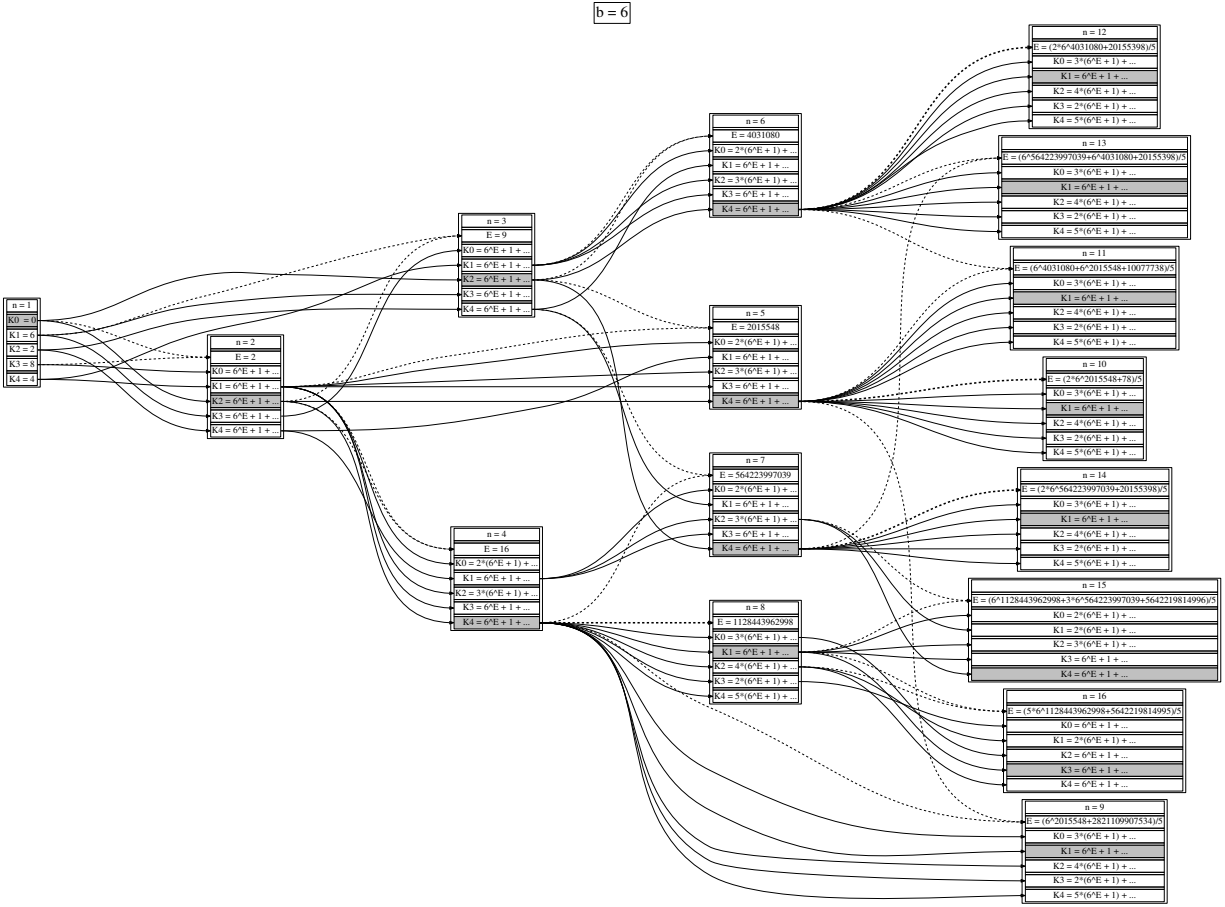 b = 6
n = 1
K0 = 0
K1 = 6
K2 = 2
K3 = 8
K4 = 4
n = 2
E = 2
K0 = 6^E + 1 + ...
K1 = 6^E + 1 + ...
K2 = 6^E + 1 + ...
K3 = 6^E + 1 + ...
K4 = 6^E + 1 + ...
n = 3
E = 9
K0 = 6^E + 1 + ...
K1 = 6^E + 1 + ...
K2 = 6^E + 1 + ...
K3 = 6^E + 1 + ...
K4 = 6^E + 1 + ...
n = 4
E = 16
K0 = 2*(6^E + 1) + ...
K1 = 6^E + 1 + ...
K2 = 3*(6^E + 1) + ...
K3 = 6^E + 1 + ...
K4 = 6^E + 1 + ...
n = 6
E = 4031080
K0 = 2*(6^E + 1) + ...
K1 = 6^E + 1 + ...
K2 = 3*(6^E + 1) + ...
K3 = 6^E + 1 + ...
K4 = 6^E + 1 + ...
n = 5
E = 2015548
K0 = 2*(6^E + 1) + ...
K1 = 6^E + 1 + ...
K2 = 3*(6^E + 1) + ...
K3 = 6^E + 1 + ...
K4 = 6^E + 1 + ...
n = 7
E = 564223997039
K0 = 2*(6^E + 1) + ...
K1 = 6^E + 1 + ...
K2 = 3*(6^E + 1) + ...
K3 = 6^E + 1 + ...
K4 = 6^E + 1 + ...
n = 8
E = 1128443962998
K0 = 3*(6^E + 1) + ...
K1 = 6^E + 1 + ...
K2 = 4*(6^E + 1) + ...
K3 = 2*(6^E + 1) + ...
K4 = 5*(6^E + 1) + ...
n = 12
E = (2*6^4031080+20155398)/5
K0 = 3*(6^E + 1) + ...
K1 = 6^E + 1 + ...
K2 = 4*(6^E + 1) + ...
K3 = 2*(6^E + 1) + ...
K4 = 5*(6^E + 1) + ...
n = 13
E = (6^564223997039+6^4031080+20155398)/5
K0 = 3*(6^E + 1) + ...
K1 = 6^E + 1 + ...
K2 = 4*(6^E + 1) + ...
K3 = 2*(6^E + 1) + ...
K4 = 5*(6^E + 1) + ...
n = 11
E = (6^4031080+6^2015548+10077738)/5
K0 = 3*(6^E + 1) + ...
K1 = 6^E + 1 + ...
K2 = 4*(6^E + 1) + ...
K3 = 2*(6^E + 1) + ...
K4 = 5*(6^E + 1) + ...
n = 10
E = (2*6^2015548+78)/5
K0 = 3*(6^E + 1) + ...
K1 = 6^E + 1 + ...
K2 = 4*(6^E + 1) + ...
K3 = 2*(6^E + 1) + ...
K4 = 5*(6^E + 1) + ...
n = 14
E = (2*6^564223997039+20155398)/5
K0 = 3*(6^E + 1) + ...
K1 = 6^E + 1 + ...
K2 = 4*(6^E + 1) + ...
K3 = 2*(6^E + 1) + ...
K4 = 5*(6^E + 1) + ...
n = 15
E = (6^1128443962998+3*6^564223997039+5642219814996)/5
K0 = 2*(6^E + 1) + ...
K1 = 2*(6^E + 1) + ...
K2 = 3*(6^E + 1) + ...
K3 = 6^E + 1 + ...
K4 = 6^E + 1 + ...
n = 16
E = (5*6^1128443962998+5642219814995)/5
K0 = 6^E + 1 + ...
K1 = 2*(6^E + 1) + ...
K2 = 6^E + 1 + ...
K3 = 6^E + 1 + ...
K4 = 6^E + 1 + ...
n = 9
E = (6^2015548+2821109907534)/5
K0 = 3*(6^E + 1) + ...
K1 = 6^E + 1 + ...
K2 = 4*(6^E + 1) + ...
K3 = 2*(6^E + 1) + ...
K4 = 5*(6^E + 1) + ...